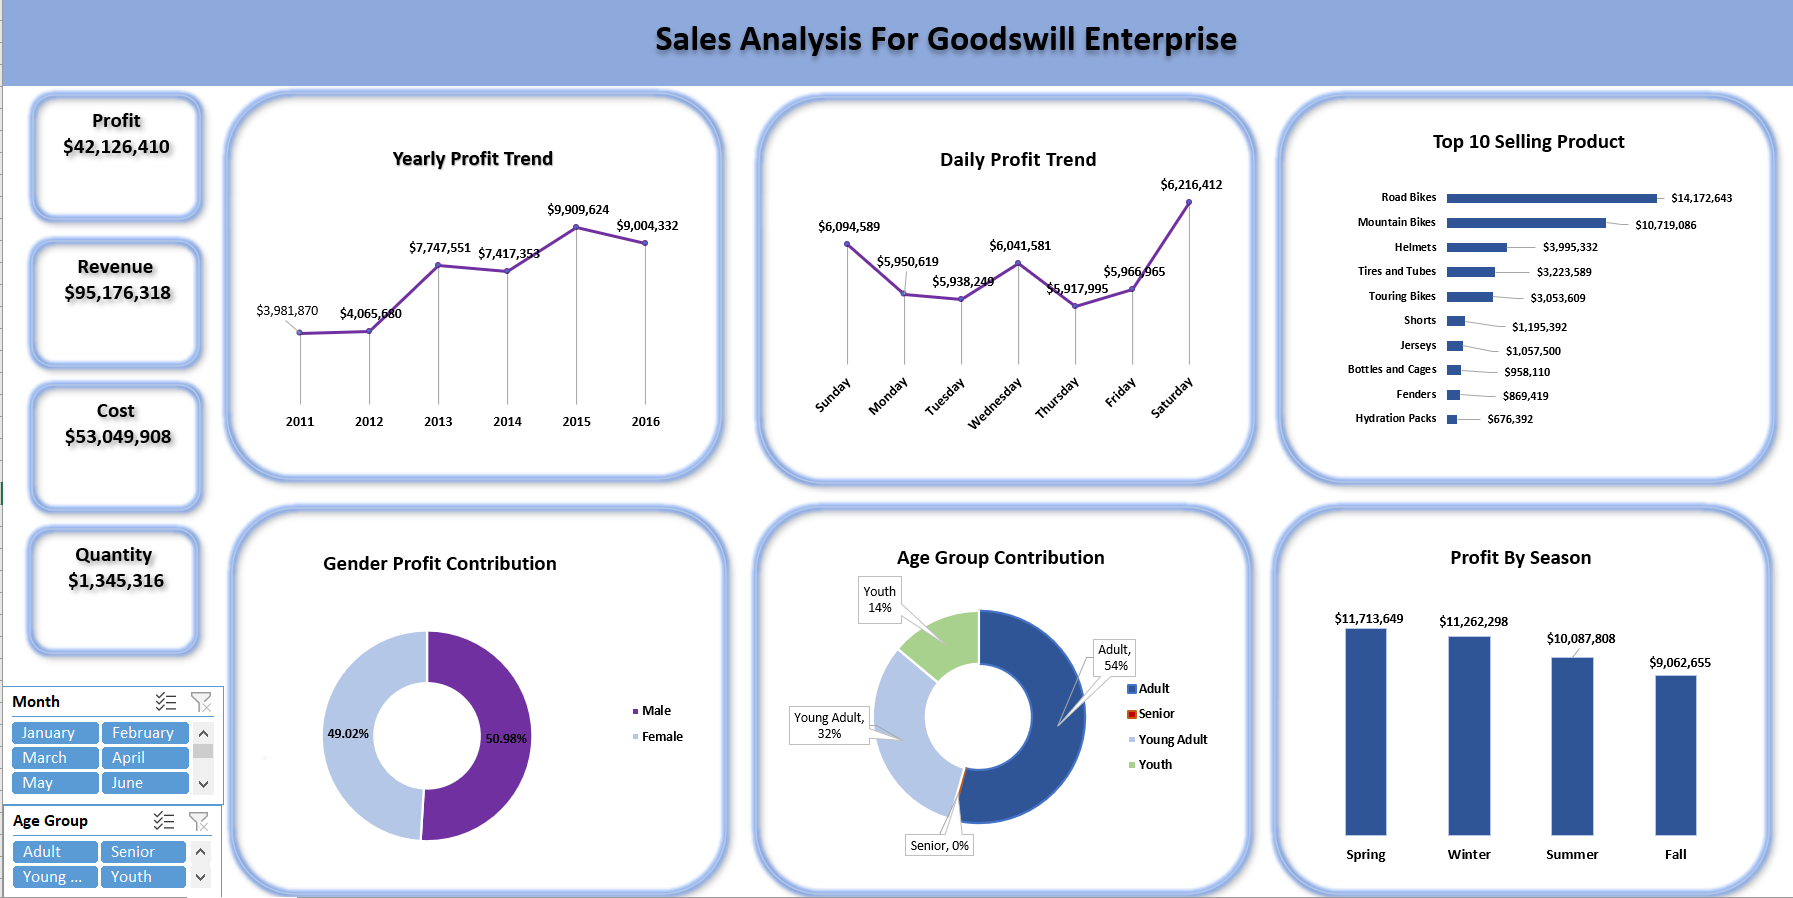 Sales Analysis For Goodswill Enterprise
Profit
$42,126,410
Revenue
$95,176,318
Cost
$53,049,908
Quantity
$1,345,316
Month
January
February
March
April
May
June
Age Group
Adult
Senior
Young ...
Youth
Yearly Profit Trend
$3,981,870
$4,065,680
$7,747,551
$7,417,353
$9,909,624
$9,004,332
2011
2012
2013
2014
2015
2016
Daily Profit Trend
$6,094,589
$5,950,619
$5,938,249
$6,041,581
$5,917,995
$5,966,965
$6,216,412
Sunday
Monday
Tuesday
Wednesday
Thursday
Friday
Saturday
Top 10 Selling Product
Road Bikes $14,172,643
Mountain Bikes $10,719,086
Helmets $3,995,332
Tires and Tubes $3,223,589
Touring Bikes $3,053,609
Shorts $1,195,392
Jerseys $1,057,500
Bottles and Cages $958,110
Fenders $869,419
Hydration Packs $676,392
Gender Profit Contribution
49.02%
50.98%
Male
Female
Age Group Contribution
Youth
14%
Adult,
54%
Young Adult,
32%
Senior, 0%
Adult
Senior
Young Adult
Youth
Profit By Season
$11,713,649
$11,262,298
$10,087,808
$9,062,655
Spring
Winter
Summer
Fall